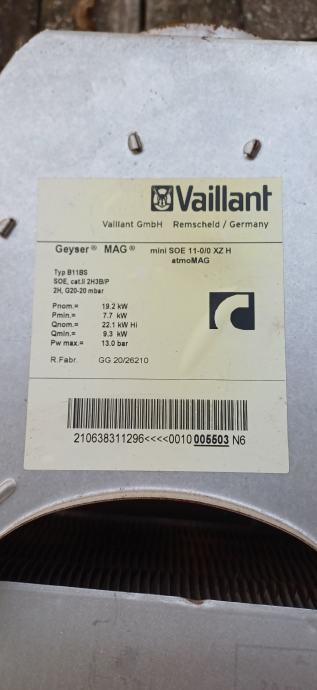 Vaillant
Vaillant GmbH Remscheid / Germany
Geyser® MAG® mini SOE 11-0/0 XZ H
atmoMAG
Typ B11BS
SOE, cat.II 2H3B/P
2H, G20-20 mbar
Pnom.= 19.2 kW
Pmin.= 7.7 kW
Qnom.= 22.1 kW Hi
Qmin.= 9.3 kW
Pw max.= 13.0 bar
R.Fabr. GG 20/26210
210638311296<<<<0010005503N6